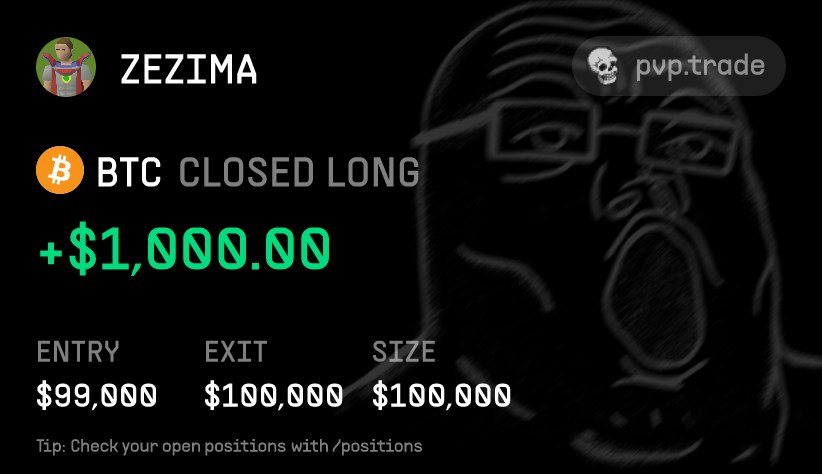 ZEZIMA
pvp.trade
BTC CLOSED LONG
+$1,000.00
ENTRY EXIT SIZE
$99,000 $100,000 $100,000
Tip: Check your open positions with /positions